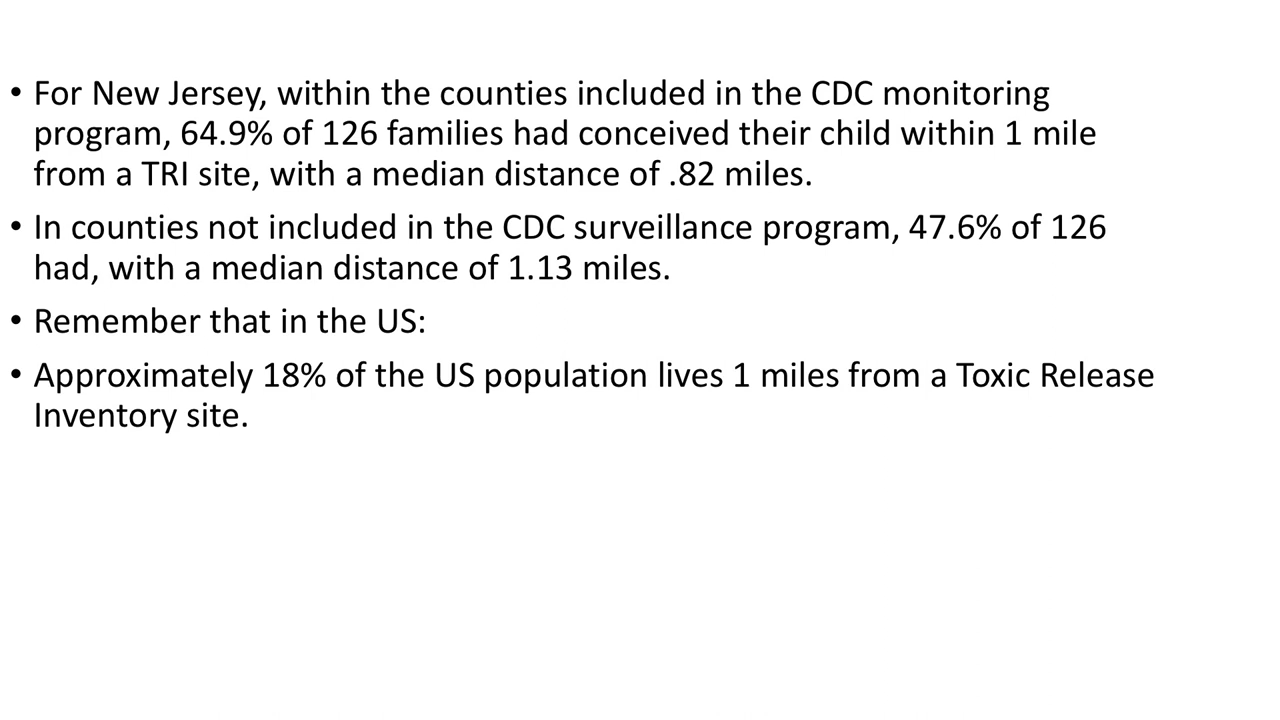 • For New Jersey, within the counties included in the CDC monitoring
program, 64.9% of 126 families had conceived their child within 1 mile
from a TRI site, with a median distance of .82 miles.
• In counties not included in the CDC surveillance program, 47.6% of 126
had, with a median distance of 1.13 miles.
• Remember that in the US:
• Approximately 18% of the US population lives 1 miles from a Toxic Release
Inventory site.